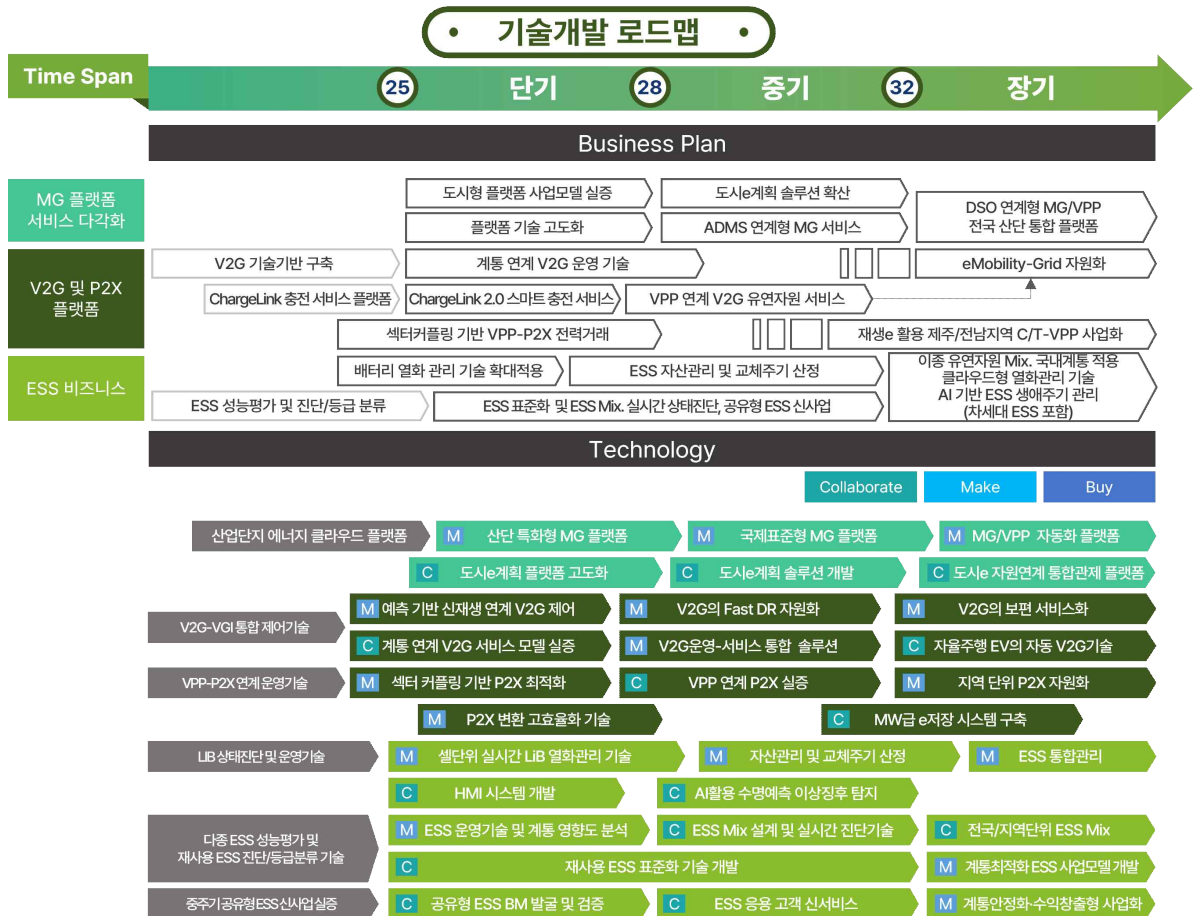 기술개발 로드맵
Time Span
25
단기
28
중기
32
장기
Business Plan
MG 플랫폼
서비스 다각화
도시형 플랫폼 사업모델 실증
도시e계획 솔루션 확산
플랫폼 기술 고도화
ADMS 연계형 MG 서비스
DSO 연계형 MG/VPP
전국 산단 통합 플랫폼
V2G 및 P2X
플랫폼
V2G 기술기반 구축
계통 연계 V2G 운영 기술
eMobility-Grid 자원화
ChargeLink 충전 서비스 플랫폼
ChargeLink 2.0 스마트 충전 서비스
VPP 연계 V2G 유연자원 서비스
섹터커플링 기반 VPP-P2X 전력거래
재생e 활용 제주/전남지역 C/T-VPP 사업화
ESS 비즈니스
배터리 열화 관리 기술 확대적용
ESS 자산관리 및 교체주기 산정
ESS 성능평가 및 진단/등급 분류
ESS 표준화 및 ESS Mix. 실시간 상태진단, 공유형 ESS 신사업
이종 유연자원 Mix. 국내계통 적용
클라우드형 열화관리 기술
AI 기반 ESS 생애주기 관리
(차세대 ESS 포함)
Technology
Collaborate
Make
Buy
산업단지 에너지 클라우드 플랫폼
M 산단 특화형 MG 플랫폼
M 국제표준형 MG 플랫폼
M MG/VPP 자동화 플랫폼
C 도시e계획 플랫폼 고도화
C 도시e계획 솔루션 개발
C 도시e 자원연계 통합관제 플랫폼
V2G-VGI 통합 제어기술
M 예측 기반 신재생 연계 V2G 제어
M V2G의 Fast DR 자원화
M V2G의 보편 서비스화
C 계통 연계 V2G 서비스 모델 실증
M V2G운영-서비스 통합 솔루션
C 자율주행 EV의 자동 V2G기술
VPP-P2X 연계 운영기술
M 섹터 커플링 기반 P2X 최적화
C VPP 연계 P2X 실증
M 지역 단위 P2X 자원화
M P2X 변환 고효율화 기술
C MW급 e저장 시스템 구축
LIB 상태진단 및 운영기술
M 셀단위 실시간 LiB 열화관리 기술
M 자산관리 및 교체주기 산정
M ESS 통합관리
C HMI 시스템 개발
C AI활용 수명예측 이상징후 탐지
다종 ESS 성능평가 및
재사용 ESS 진단/등급분류 기술
M ESS 운영기술 및 계통 영향도 분석
C ESS Mix 설계 및 실시간 진단기술
C 전국/지역단위 ESS Mix
C 재사용 ESS 표준화 기술 개발
M 계통최적화 ESS 사업모델 개발
중주기 공유형 ESS 신사업 실증
C 공유형 ESS BM 발굴 및 검증
C ESS 응용 고객 신서비스
M 계통안정화·수익창출형 사업화